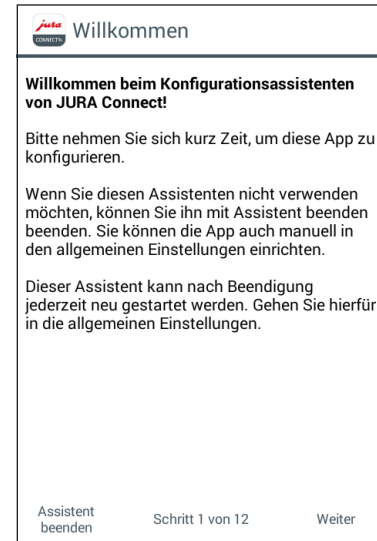 jura
CONNECT
Willkommen
Willkommen beim Konfigurationsassistenten
von JURA Connect!
Bitte nehmen Sie sich kurz Zeit, um diese App zu
konfigurieren.
Wenn Sie diesen Assistenten nicht verwenden
möchten, können Sie ihn mit Assistent beenden
beenden. Sie können die App auch manuell in
den allgemeinen Einstellungen einrichten.
Dieser Assistent kann nach Beendigung
jederzeit neu gestartet werden. Gehen Sie hierfür
in die allgemeinen Einstellungen.
Assistent
beenden
Schritt 1 von 12
Weiter